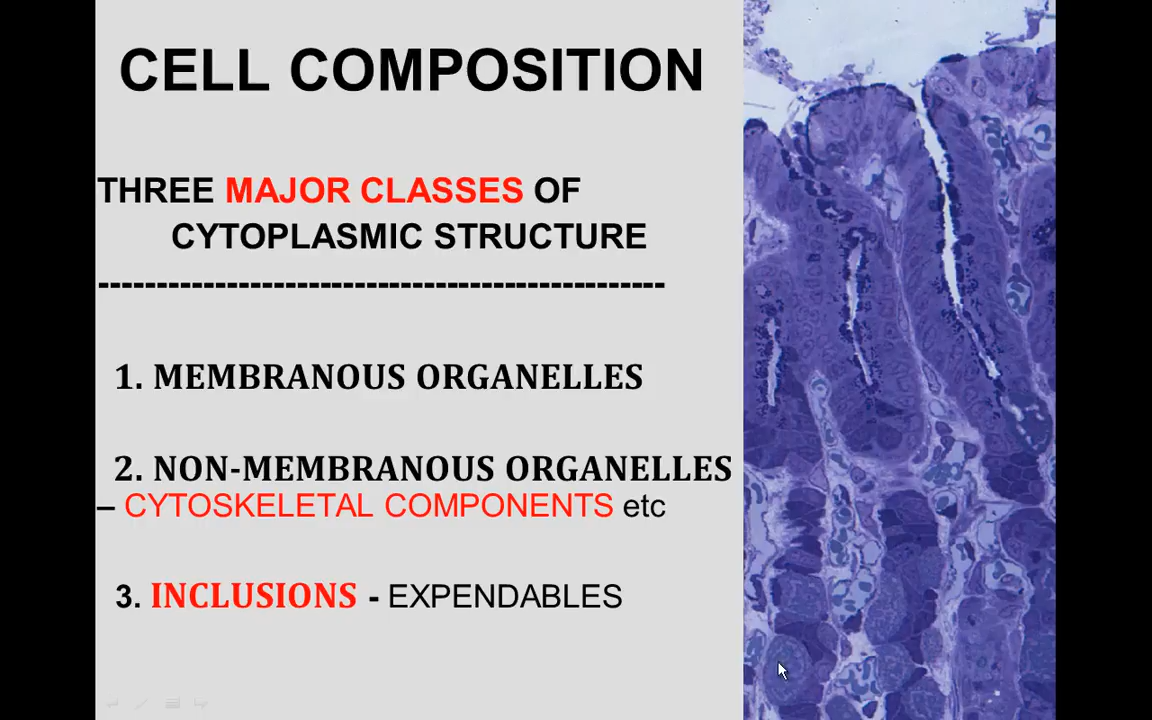 CELL COMPOSITION
THREE MAJOR CLASSES OF
CYTOPLASMIC STRUCTURE
-------------------------------------------------
1. MEMBRANOUS ORGANELLES
2. NON-MEMBRANOUS ORGANELLES
– CYTOSKELETAL COMPONENTS etc
3. INCLUSIONS - EXPENDABLES